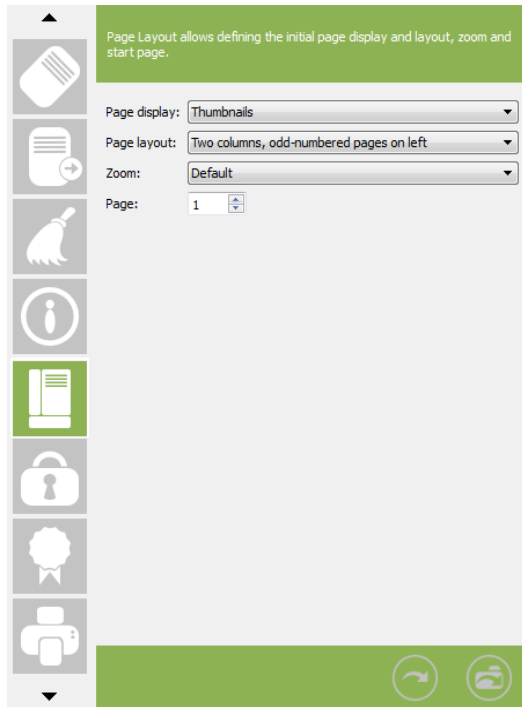 Page Layout allows defining the initial page display and layout, zoom and
start page.
Page display: Thumbnails
Page layout: Two columns, odd-numbered pages on left
Zoom: Default
Page: 1